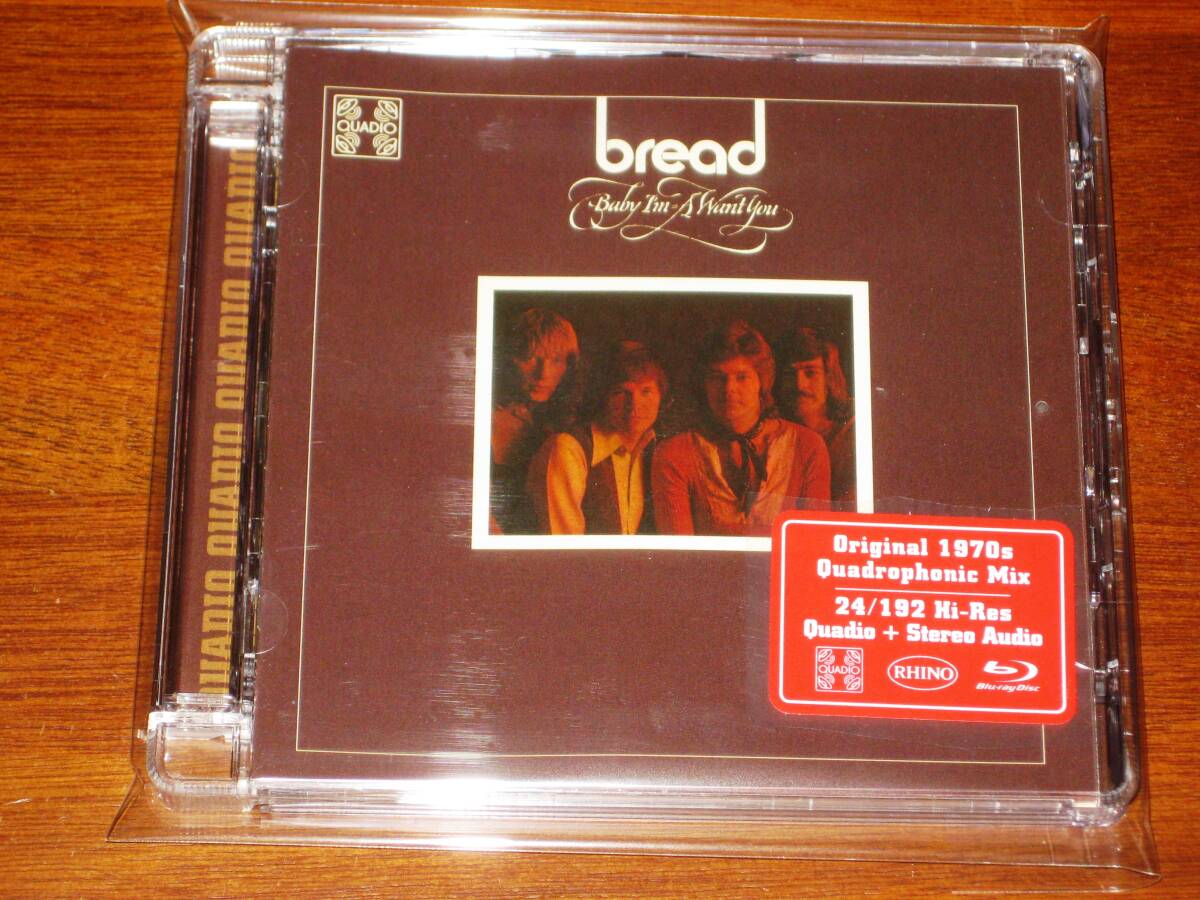 QUADIO
bread
Baby I'm-A Want You
QUADIO QUADIO QUADIO QUADIO
Original 1970s
Quadrophonic Mix
24/192 Hi-Res
Quadio + Stereo Audio
QUADIO
RHINO
Blu-ray Disc